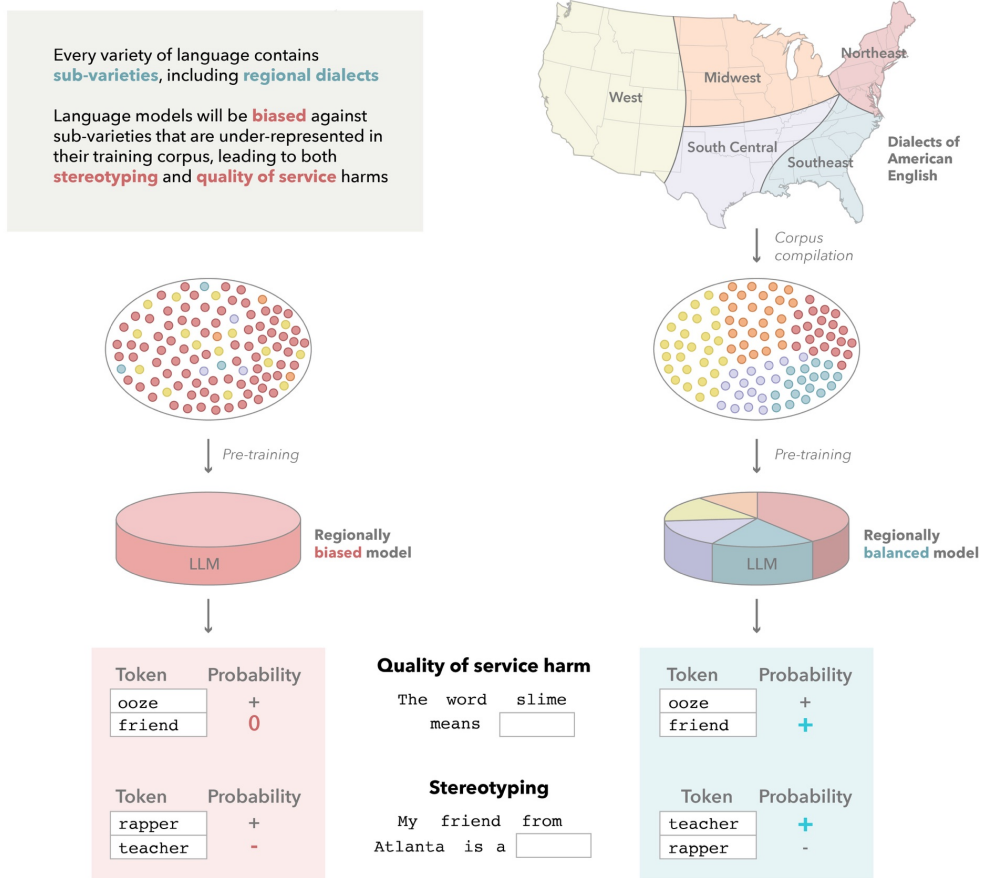 Every variety of language contains
sub-varieties, including regional dialects
Language models will be biased against
sub-varieties that are under-represented in
their training corpus, leading to both
stereotyping and quality of service harms
Northeast
Midwest
West
South Central
Southeast
Dialects of
American
English
Corpus
compilation
Pre-training
Pre-training
LLM
Regionally
biased model
LLM
Regionally
balanced model
Token Probability
ooze +
friend 0
Token Probability
rapper +
teacher -
Quality of service harm
The word slime
means
Stereotyping
My friend from
Atlanta is a
Token Probability
ooze +
friend +
Token Probability
teacher +
rapper -